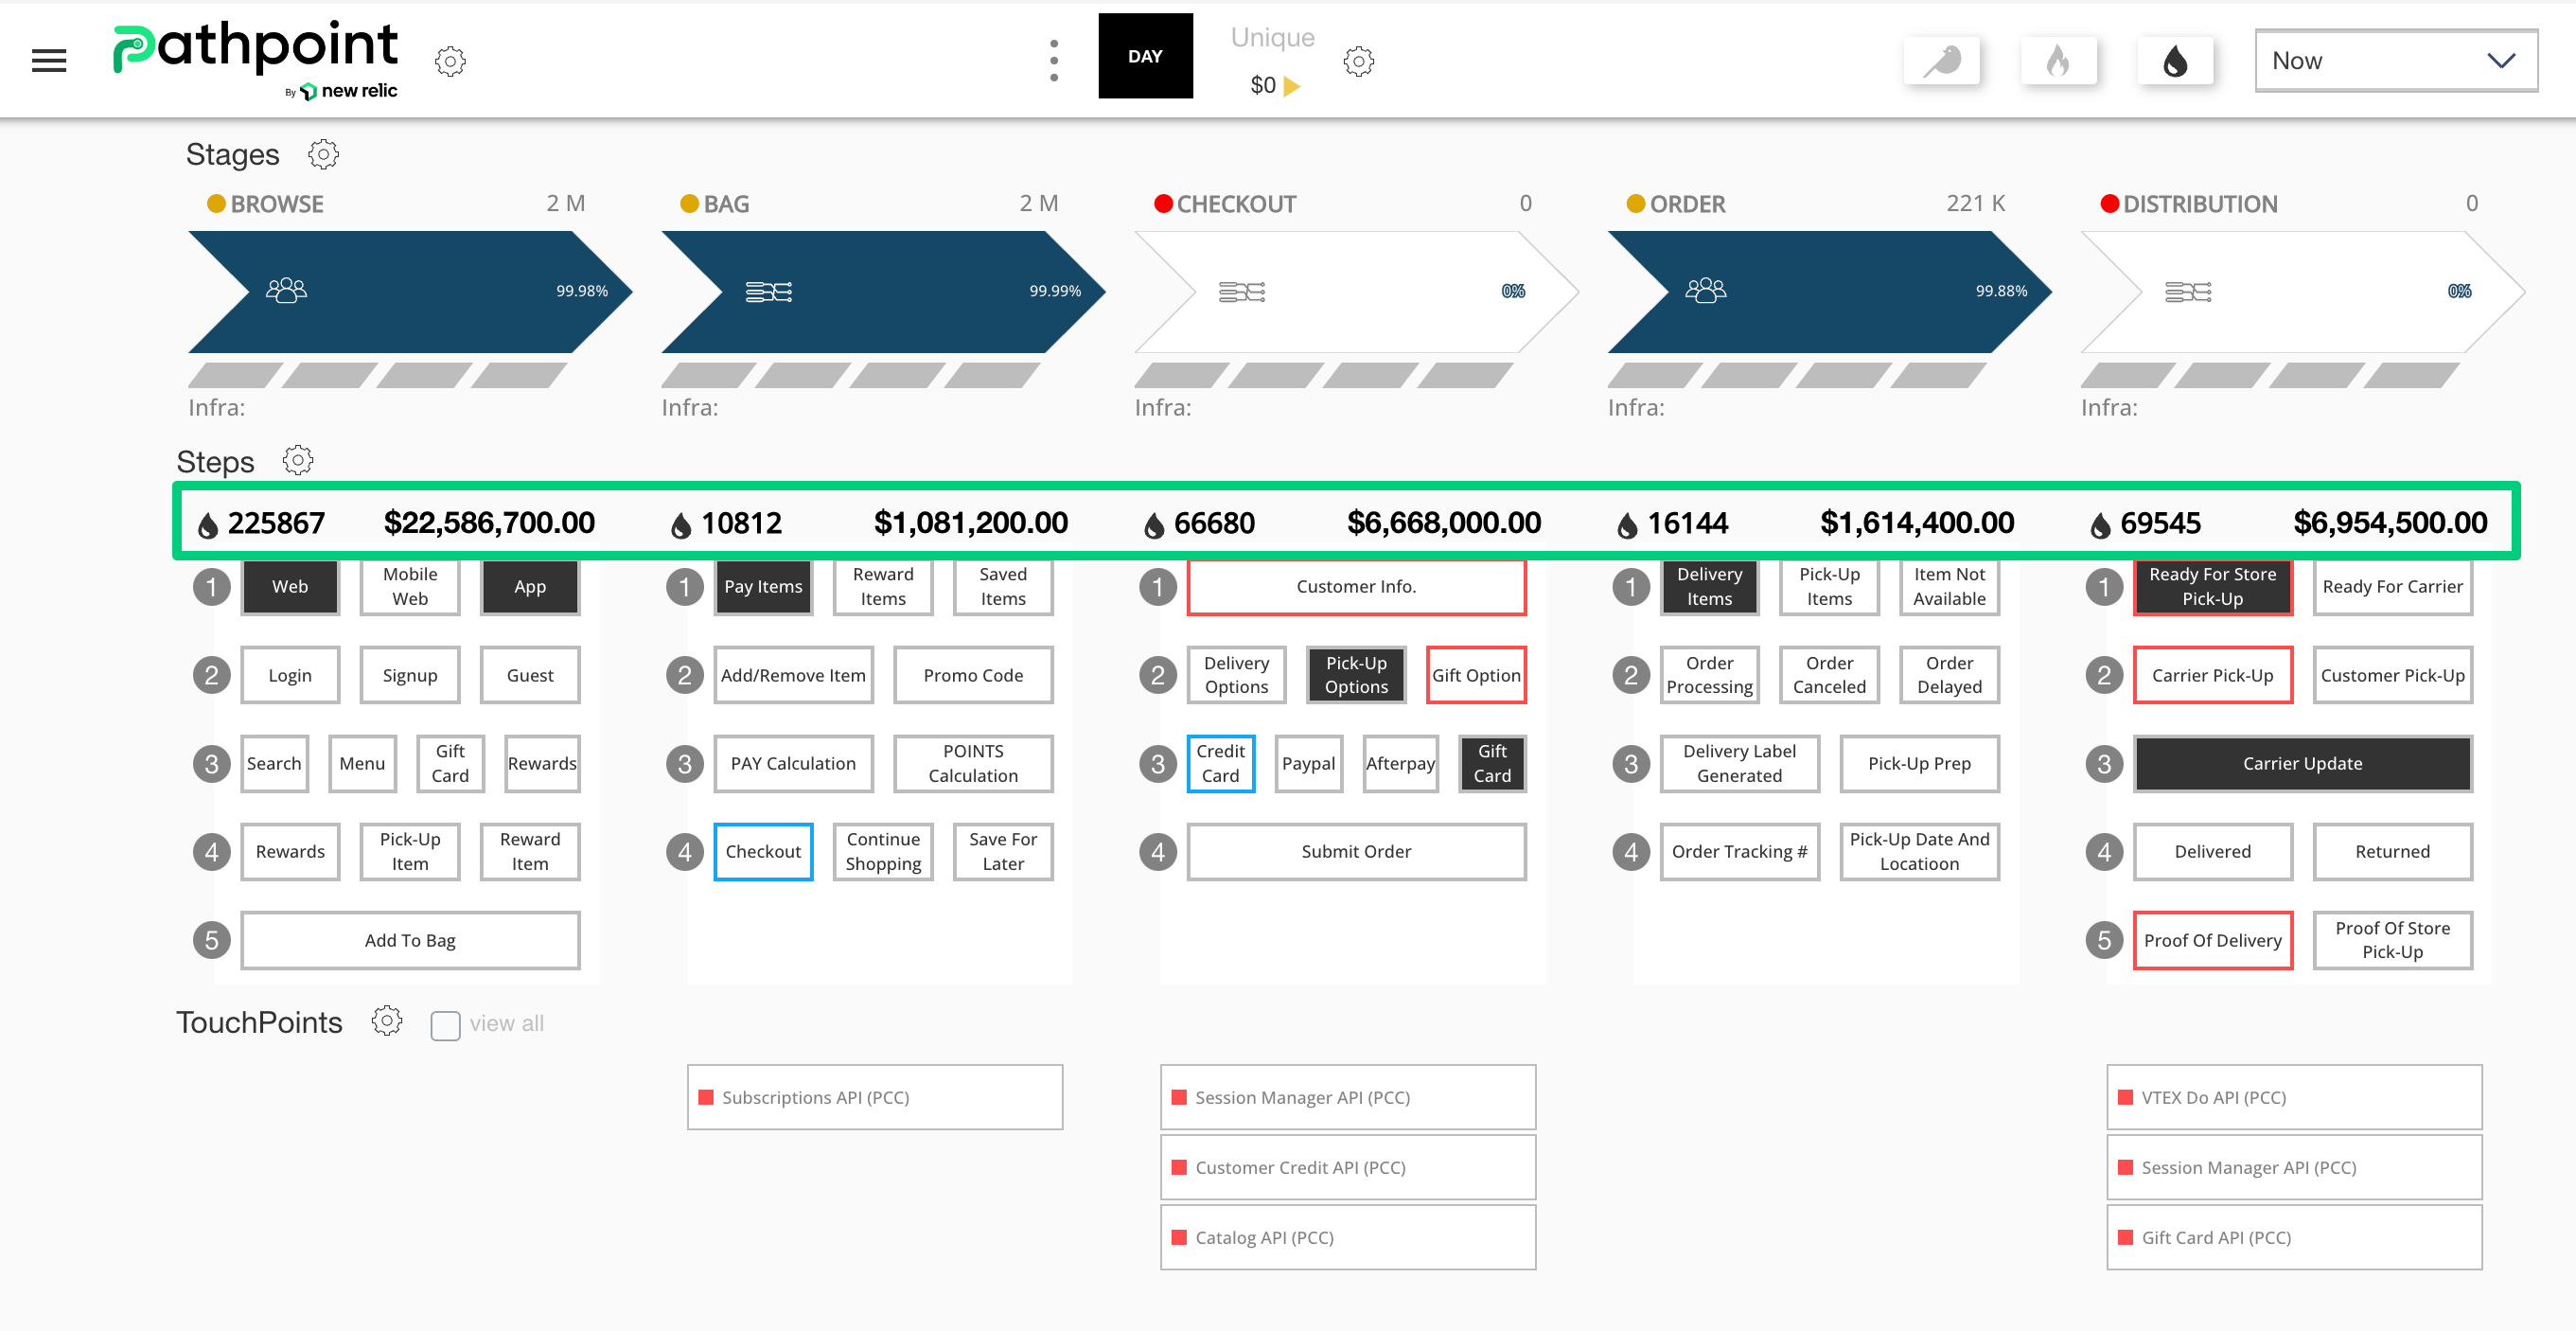 Pathpoint
By new relic
DAY
Unique
$0
Now
Stages
BROWSE 2 M
BAG 2 M
CHECKOUT 0
ORDER 221 K
DISTRIBUTION 0
99.98%
99.99%
0%
99.88%
0%
Infra:
Infra:
Infra:
Infra:
Infra:
Steps
225867 $22,586,700.00
10812 $1,081,200.00
66680 $6,668,000.00
16144 $1,614,400.00
69545 $6,954,500.00
1
Web
Mobile
Web
App
2
Login
Signup
Guest
3
Search
Menu
Gift
Card
Rewards
4
Rewards
Pick-Up
Item
Reward
Item
5
Add To Bag
1
Pay Items
Reward
Items
Saved
Items
2
Add/Remove Item
Promo Code
3
PAY Calculation
POINTS
Calculation
4
Checkout
Continue
Shopping
Save For
Later
1
Customer Info.
2
Delivery
Options
Pick-Up
Options
Gift Option
3
Credit
Card
Paypal
Afterpay
Gift
Card
4
Submit Order
1
Delivery
Items
Pick-Up
Items
Item Not
Available
2
Order
Processing
Order
Canceled
Order
Delayed
3
Delivery Label
Generated
Pick-Up Prep
4
Order Tracking #
Pick-Up Date And
Locatioon
1
Ready For Store
Pick-Up
Ready For Carrier
2
Carrier Pick-Up
Customer Pick-Up
3
Carrier Update
4
Delivered
Returned
5
Proof Of Delivery
Proof Of Store
Pick-Up
TouchPoints
view all
Subscriptions API (PCC)
Session Manager API (PCC)
Customer Credit API (PCC)
Catalog API (PCC)
VTEX Do API (PCC)
Session Manager API (PCC)
Gift Card API (PCC)